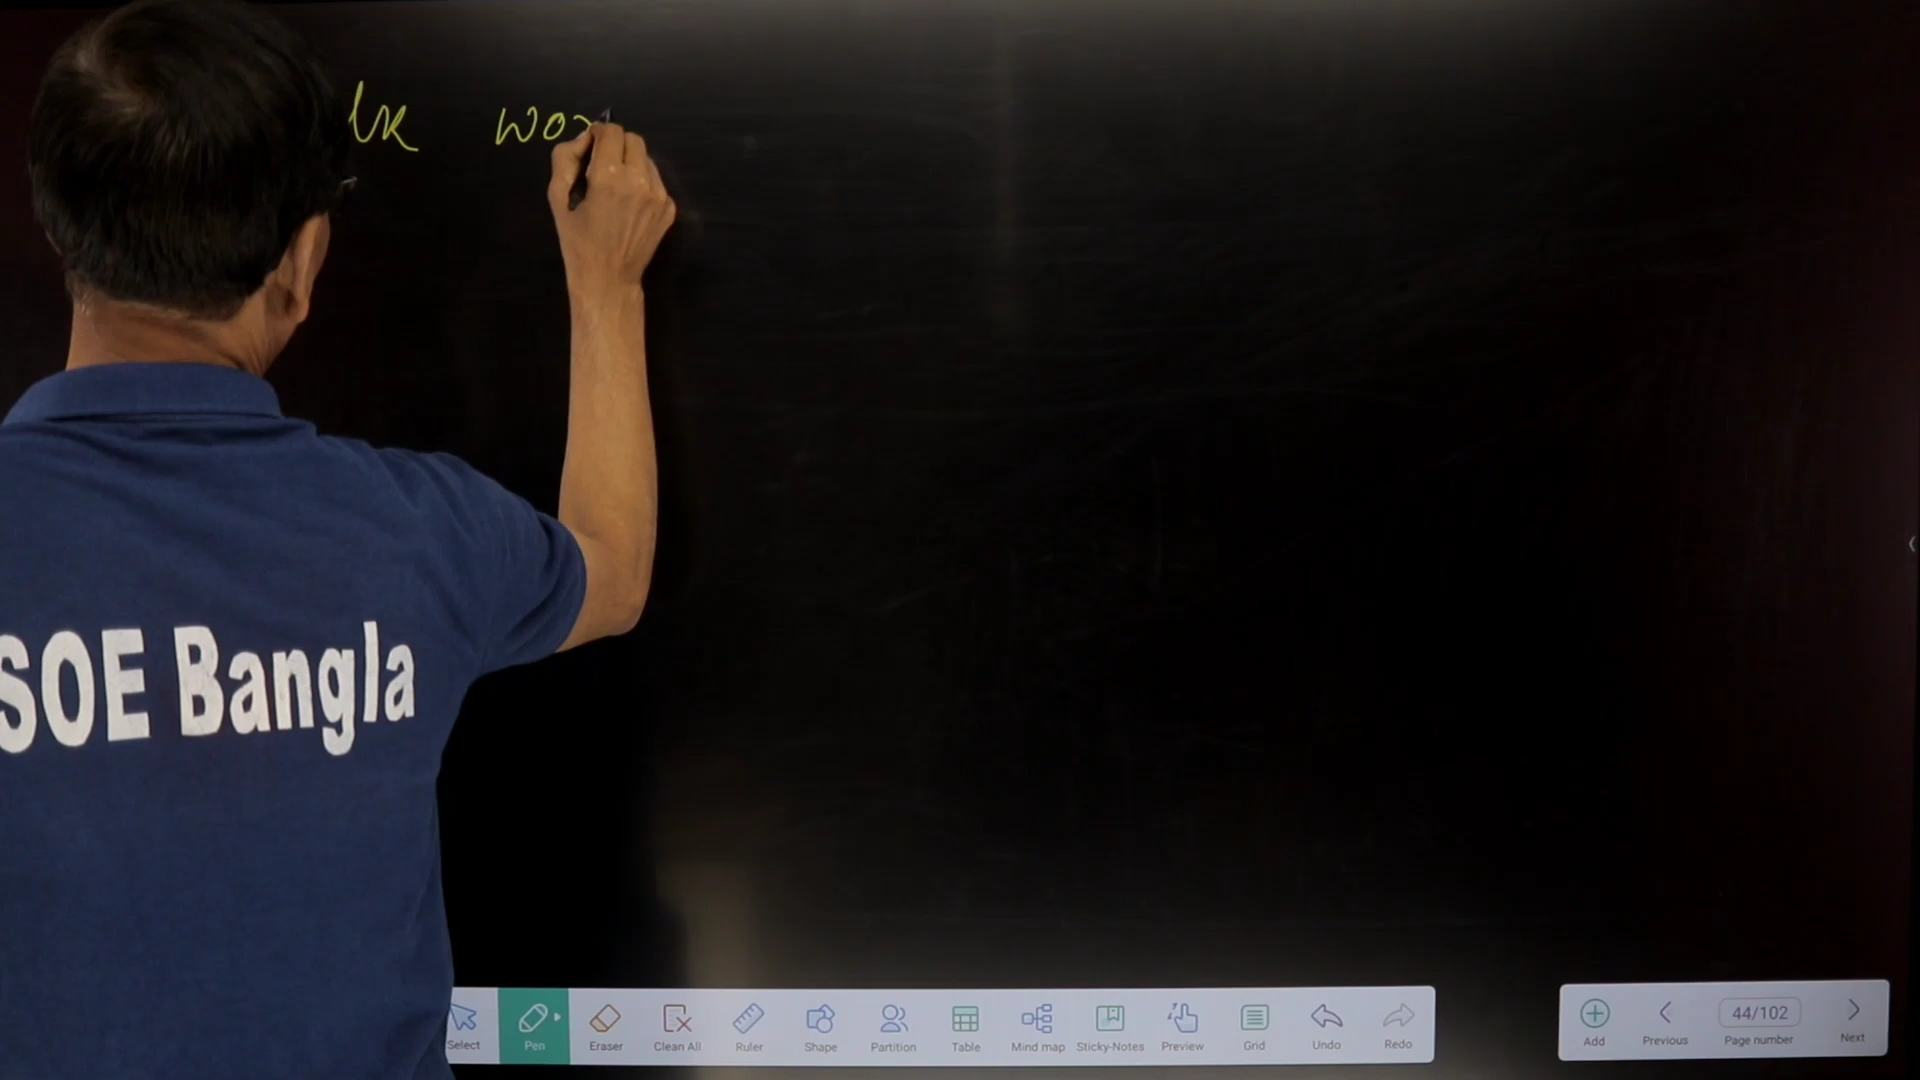 wor
SOE Bangla
Select Pen Eraser Clean All Ruler Shape Partition Table Mind map Sticky-Notes Preview Grid Undo Redo
44/102
Add Previous Page number Next